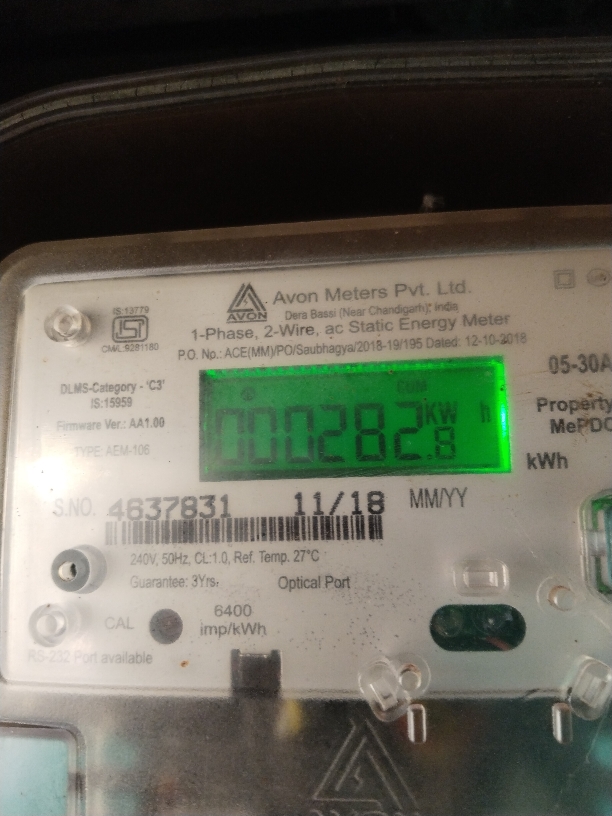 Avon Meters Pvt. Ltd.
AVON
Dera Bassi (Near Chandigarh), India
1-Phase, 2-Wire, ac Static Energy Meter
P.O. No.: ACE(MM)/PO/Saubhagya/2018-19/195 Dated: 12-10-2018
IS:13779
ISI
CM/L:9281180
DLMS-Category - 'C3'
IS:15959
Firmware Ver.: AA1.00
TYPE: AEM-106
CUM
000282.8 KW h
kWh
05-30A
Property
MePDC
S.NO. 4637831 11/18 MM/YY
240V, 50Hz, CL:1.0, Ref. Temp. 27°C
Guarantee: 3Yrs. Optical Port
CAL
6400
imp/kWh
RS-232 Port available
AVON